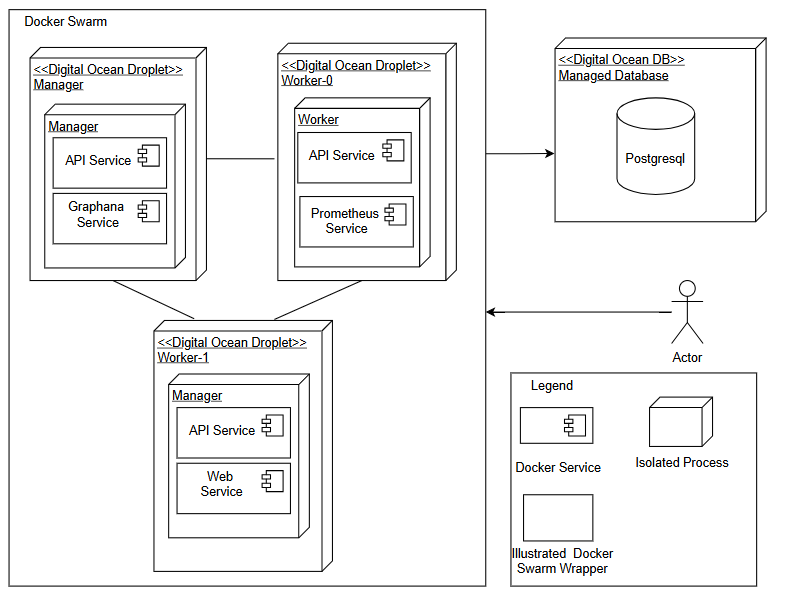 Docker Swarm
<<Digital Ocean Droplet>>
Manager
Manager
API Service
Graphana
Service
<<Digital Ocean Droplet>>
Worker-0
Worker
API Service
Prometheus
Service
<<Digital Ocean DB>>
Managed Database
Postgresql
<<Digital Ocean Droplet>>
Worker-1
Manager
API Service
Web
Service
Actor
Legend
Docker Service
Isolated Process
Illustrated Docker
Swarm Wrapper